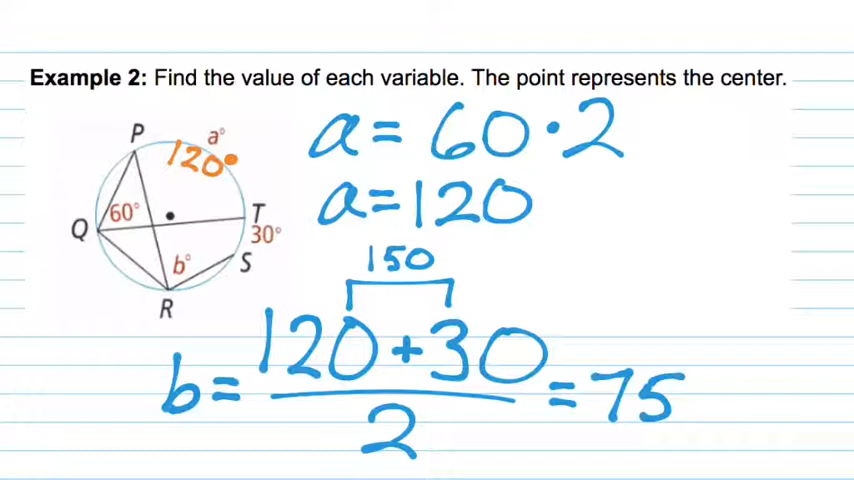 Example 2: Find the value of each variable. The point represents the center.
P
a°
120°
Q
60°
T
30°
b°
S
R
a = 60 · 2
a = 120
150
b = 120 + 30 / 2 = 75